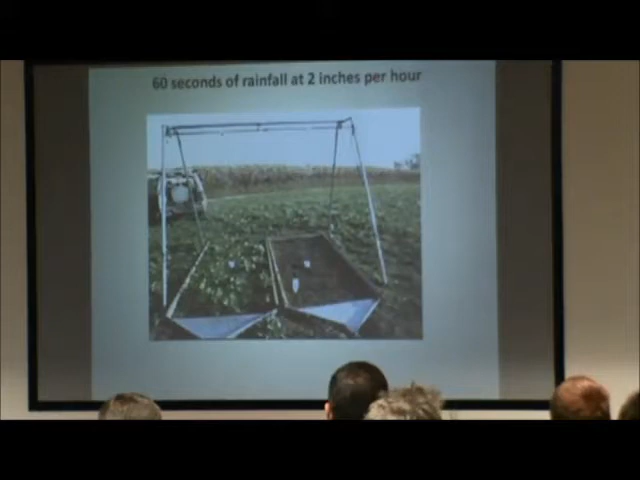 60 seconds of rainfall at 2 inches per hour